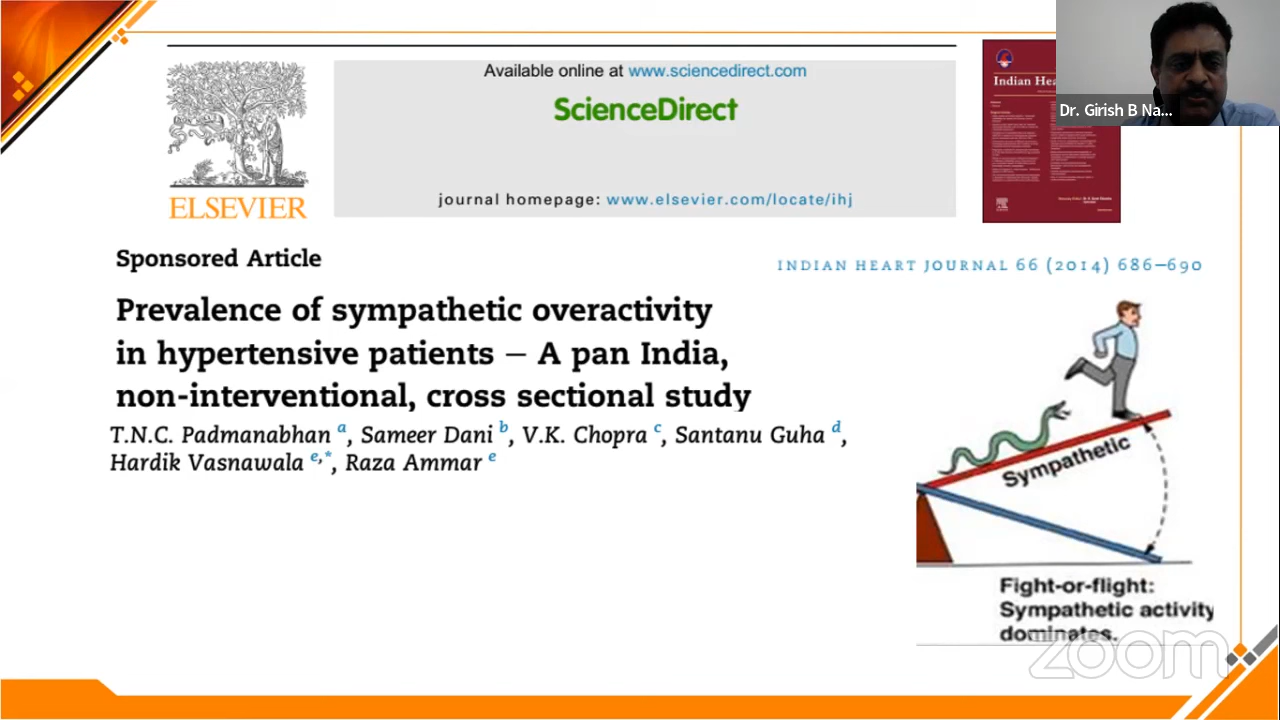 Available online at www.sciencedirect.com
ScienceDirect
journal homepage: www.elsevier.com/locate/ihj
ELSEVIER
Indian Hea
Dr. Girish B Na...
Sponsored Article
INDIAN HEART JOURNAL 66 (2014) 686–690
Prevalence of sympathetic overactivity
in hypertensive patients – A pan India,
non-interventional, cross sectional study
T.N.C. Padmanabhan a, Sameer Dani b, V.K. Chopra c, Santanu Guha d,
Hardik Vasnawala e,*, Raza Ammar e
Sympathetic
Fight-or-flight:
Sympathetic activity
dominates.
zoom